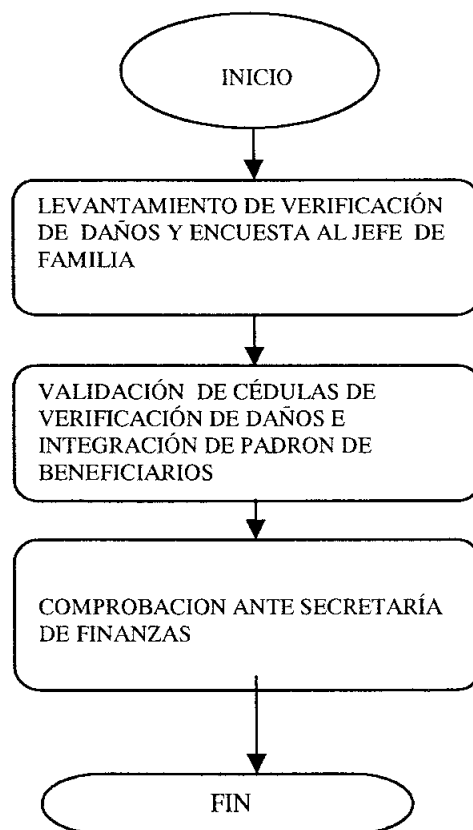 INICIO
LEVANTAMIENTO DE VERIFICACIÓN
DE DAÑOS Y ENCUESTA AL JEFE DE
FAMILIA
VALIDACIÓN DE CÉDULAS DE
VERIFICACIÓN DE DAÑOS E
INTEGRACIÓN DE PADRON DE
BENEFICIARIOS
COMPROBACION ANTE SECRETARÍA
DE FINANZAS
FIN